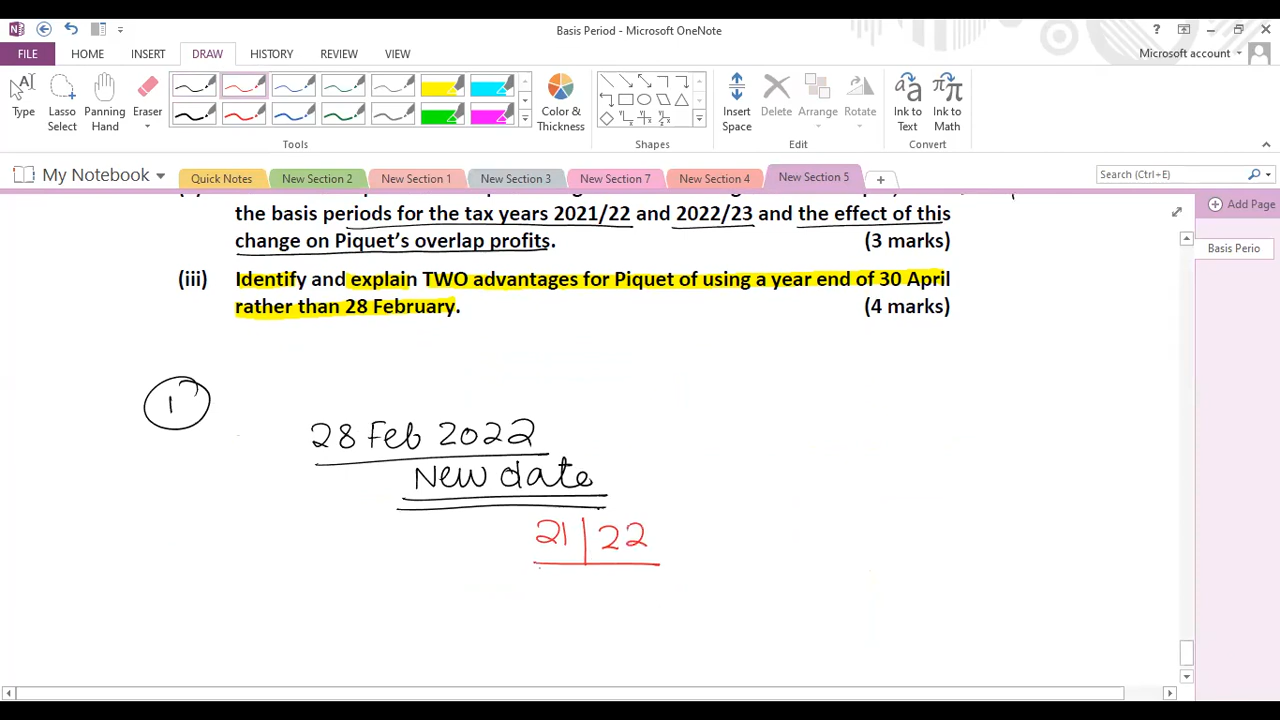 Basis Period - Microsoft OneNote
FILE HOME INSERT DRAW HISTORY REVIEW VIEW Microsoft account
Type Lasso Select Panning Hand Eraser Color & Thickness Insert Space Delete Arrange Rotate Ink to Text Ink to Math
Tools Shapes Edit Convert
My Notebook Quick Notes New Section 2 New Section 1 New Section 3 New Section 7 New Section 4 New Section 5 Search (Ctrl+E)
Add Page
Basis Perio
the basis periods for the tax years 2021/22 and 2022/23 and the effect of this
change on Piquet's overlap profits. (3 marks)
(iii) Identify and explain TWO advantages for Piquet of using a year end of 30 April
rather than 28 February. (4 marks)
1
28 Feb 2022
New date
21 | 22